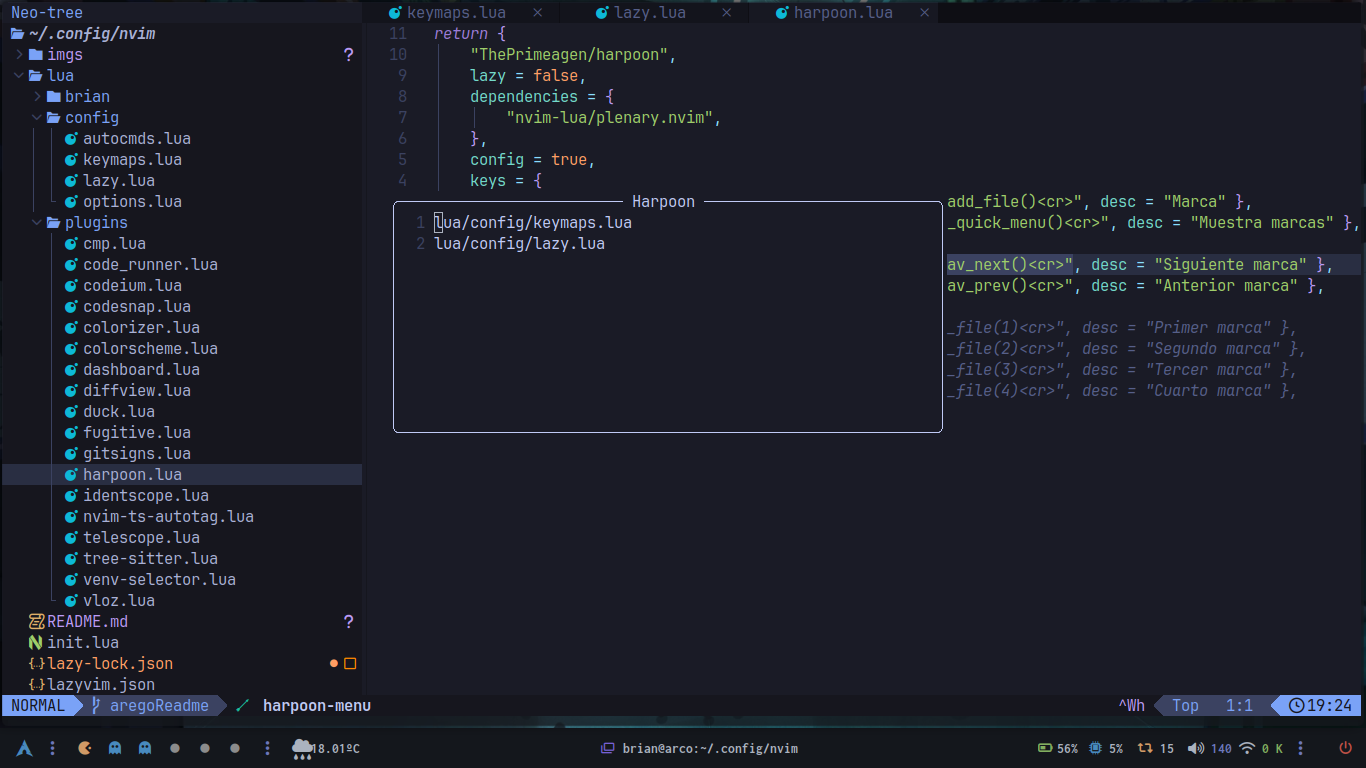 Neo-tree
~/.config/nvim
imgs ?
lua
brian
config
autocmds.lua
keymaps.lua
lazy.lua
options.lua
plugins
cmp.lua
code_runner.lua
codeium.lua
codesnap.lua
colorizer.lua
colorscheme.lua
dashboard.lua
diffview.lua
duck.lua
fugitive.lua
gitsigns.lua
harpoon.lua
identscope.lua
nvim-ts-autotag.lua
telescope.lua
tree-sitter.lua
venv-selector.lua
vloz.lua
README.md ?
init.lua
lazy-lock.json
lazyvim.json
keymaps.lua × lazy.lua × harpoon.lua ×
11 return {
10 "ThePrimeagen/harpoon",
9 lazy = false,
8 dependencies = {
7 "nvim-lua/plenary.nvim",
6 },
5 config = true,
4 keys = {
Harpoon
1 lua/config/keymaps.lua
2 lua/config/lazy.lua
add_file()<cr>", desc = "Marca" },
_quick_menu()<cr>", desc = "Muestra marcas" },
av_next()<cr>", desc = "Siguiente marca" },
av_prev()<cr>", desc = "Anterior marca" },
_file(1)<cr>", desc = "Primer marca" },
_file(2)<cr>", desc = "Segundo marca" },
_file(3)<cr>", desc = "Tercer marca" },
_file(4)<cr>", desc = "Cuarto marca" },
NORMAL aregoReadme harpoon-menu ^Wh Top 1:1 19:24
18.01ºC brian@arco:~/.config/nvim 56% 5% 15 140 0 K